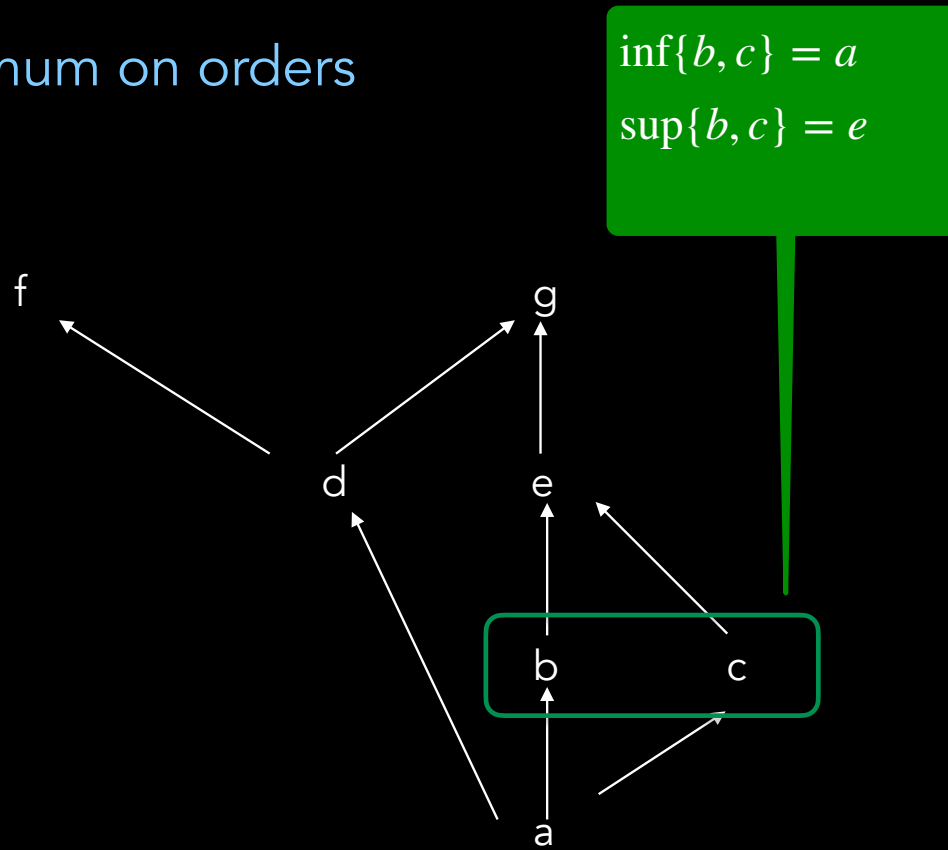 num on orders
inf{b, c} = a
sup{b, c} = e
f
g
d
e
b
c
a